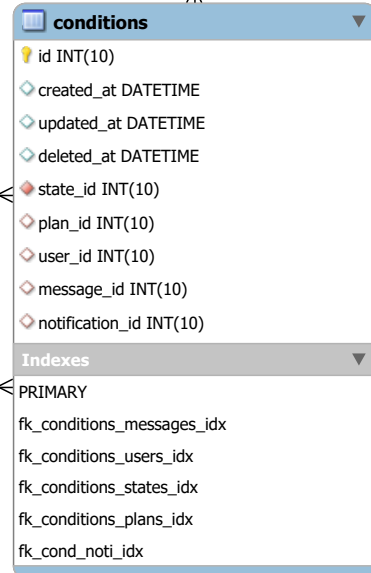 conditions
id INT(10)
created_at DATETIME
updated_at DATETIME
deleted_at DATETIME
state_id INT(10)
plan_id INT(10)
user_id INT(10)
message_id INT(10)
notification_id INT(10)
Indexes
PRIMARY
fk_conditions_messages_idx
fk_conditions_users_idx
fk_conditions_states_idx
fk_conditions_plans_idx
fk_cond_noti_idx